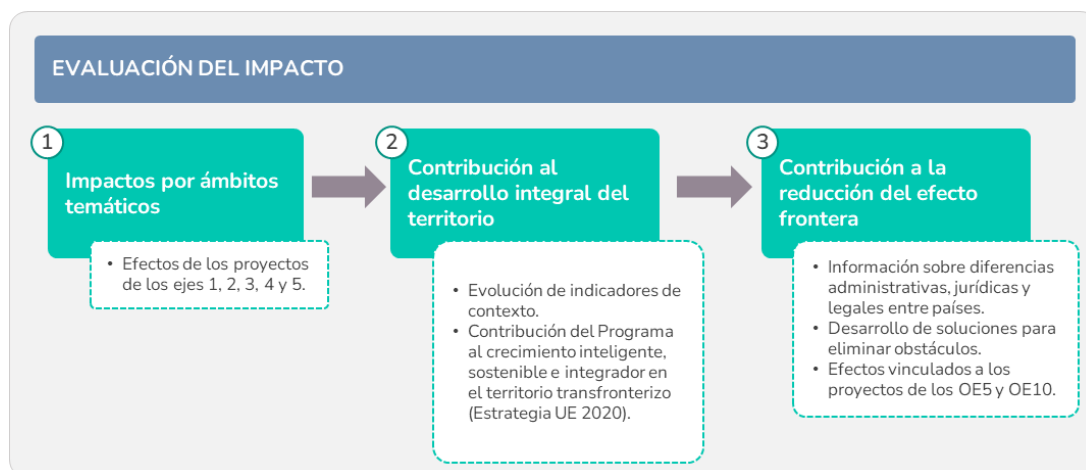 EVALUACIÓN DEL IMPACTO
1
Impactos por ámbitos
temáticos
• Efectos de los proyectos
de los ejes 1, 2, 3, 4 y 5.
2
Contribución al
desarrollo integral del
territorio
• Evolución de indicadores de
contexto.
• Contribución del Programa
al crecimiento inteligente,
sostenible e integrador en
el territorio transfronterizo
(Estrategia UE 2020).
3
Contribución a la
reducción del efecto
frontera
• Información sobre diferencias
administrativas, jurídicas y
legales entre países.
• Desarrollo de soluciones para
eliminar obstáculos.
• Efectos vinculados a los
proyectos de los OE5 y OE10.